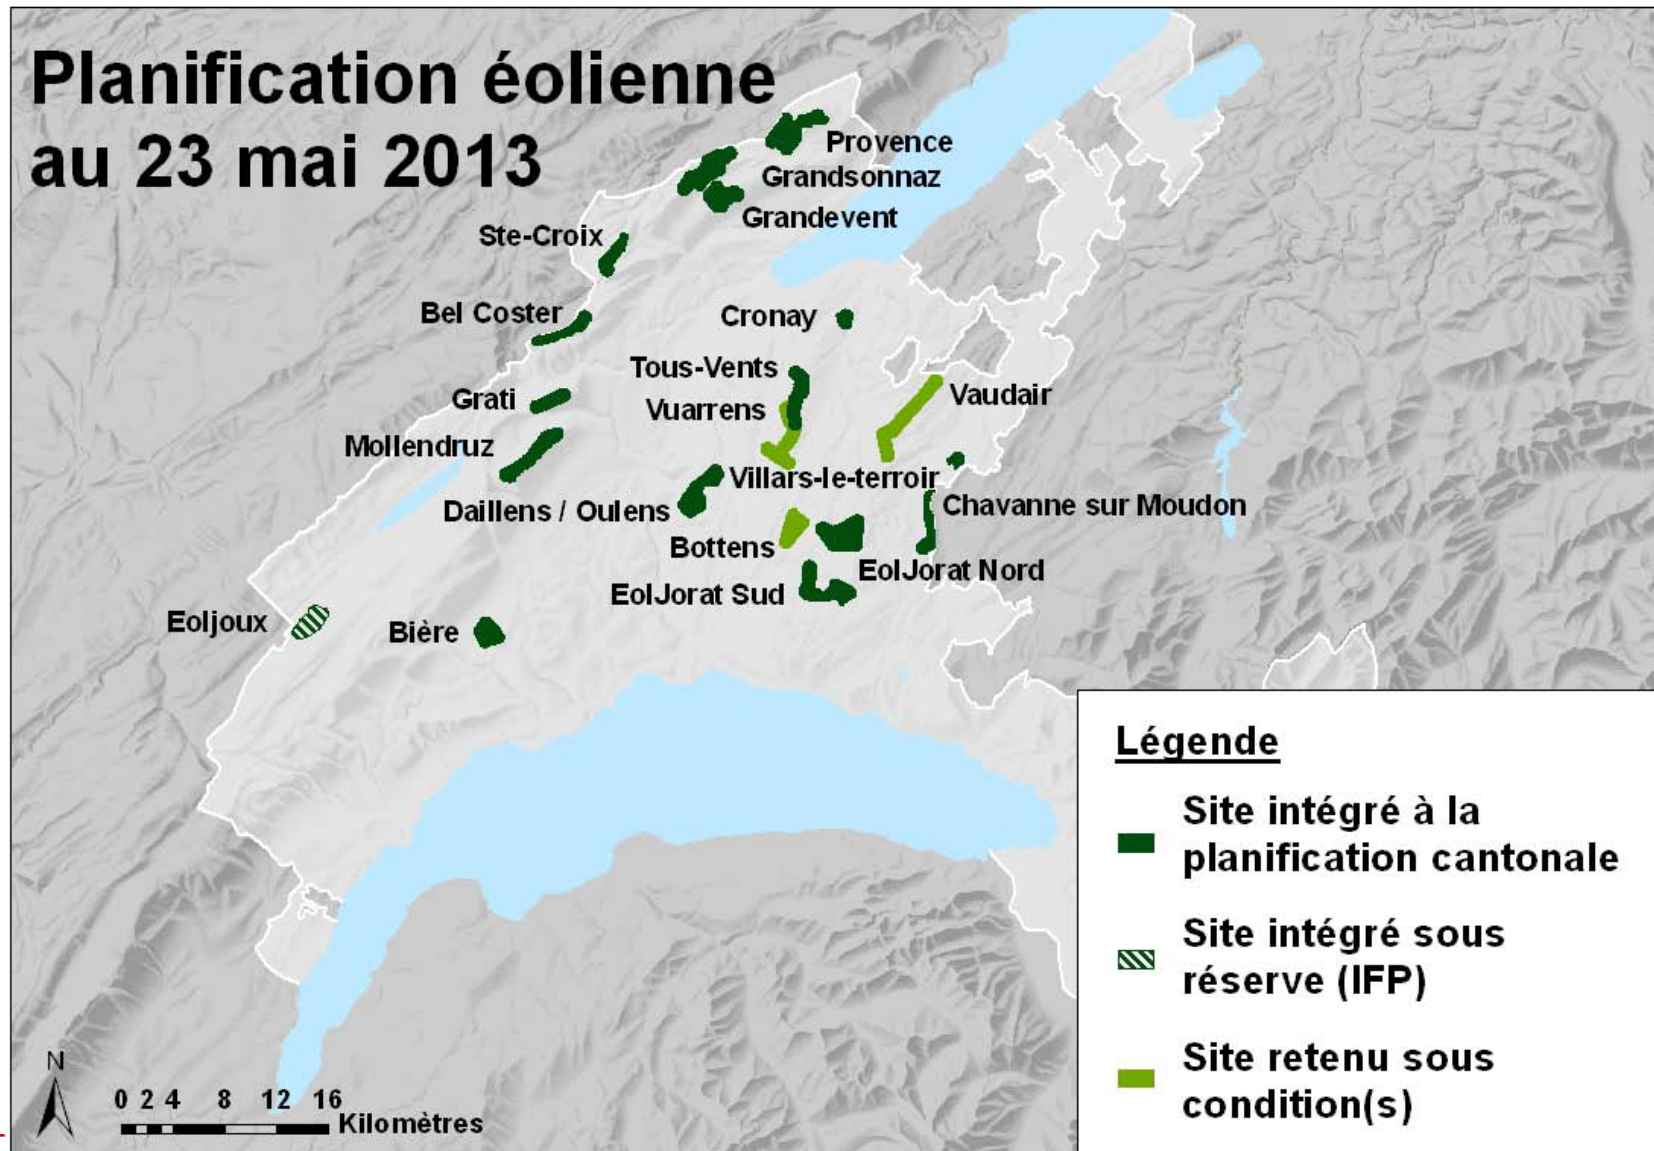 Planification éolienne
au 23 mai 2013
Provence
Grandsonnaz
Grandevent
Ste-Croix
Bel Coster
Cronay
Tous-Vents
Vaudair
Grati
Vuarrens
Mollendruz
Villars-le-terroir
Chavanne sur Moudon
Daillens / Oulens
Bottens
EolJorat Nord
EolJorat Sud
Eoljoux
Bière
Légende
Site intégré à la
planification cantonale
Site intégré sous
réserve (IFP)
Site retenu sous
condition(s)
N
0 2 4 8 12 16
Kilomètres